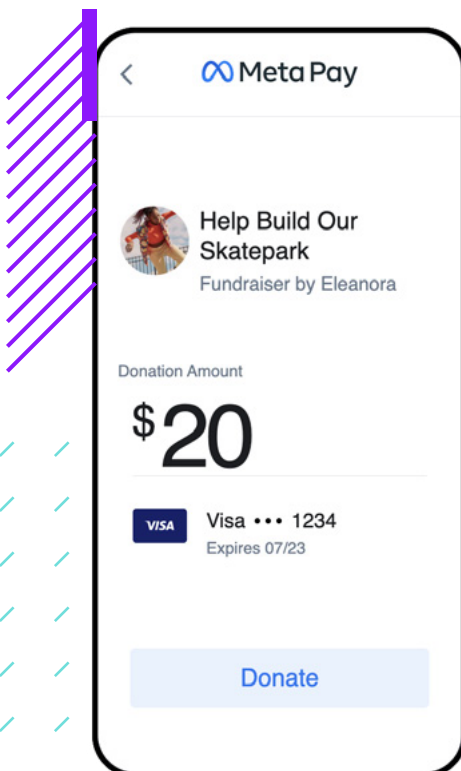 Meta Pay
Help Build Our
Skatepark
Fundraiser by Eleanora
Donation Amount
$20
VISA
Visa ••• 1234
Expires 07/23
Donate